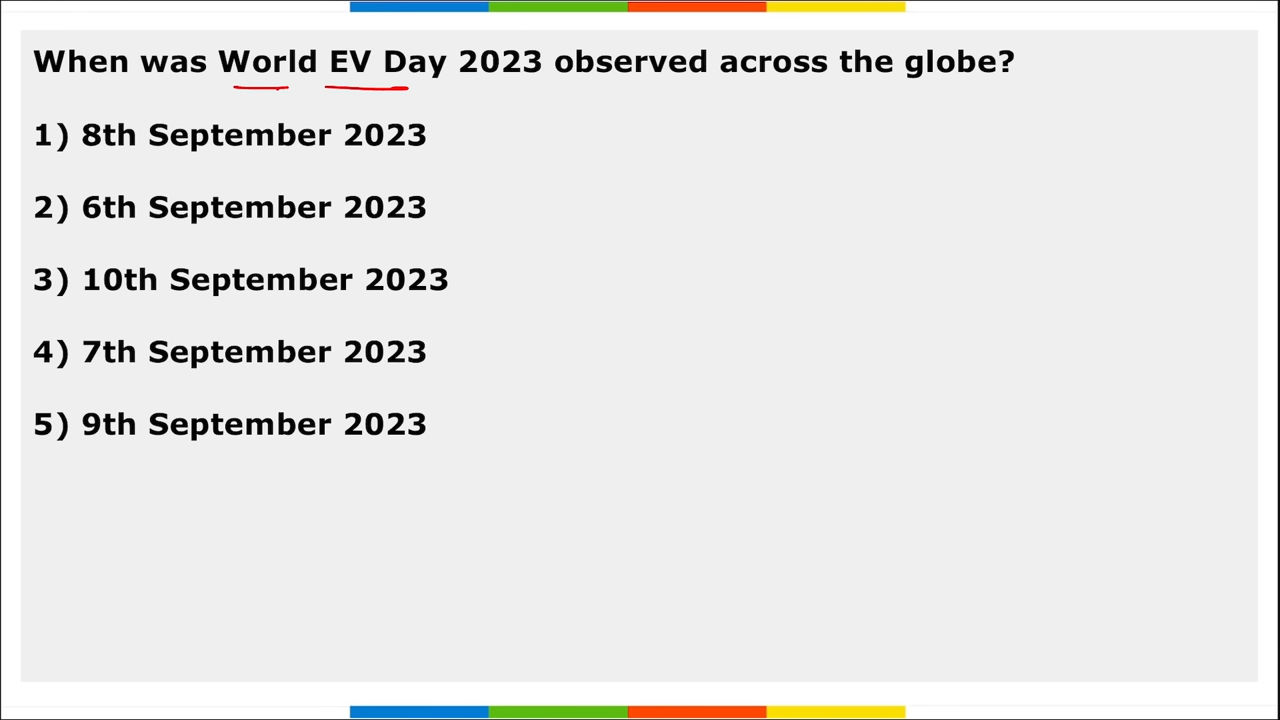 When was World EV Day 2023 observed across the globe?
1) 8th September 2023
2) 6th September 2023
3) 10th September 2023
4) 7th September 2023
5) 9th September 2023